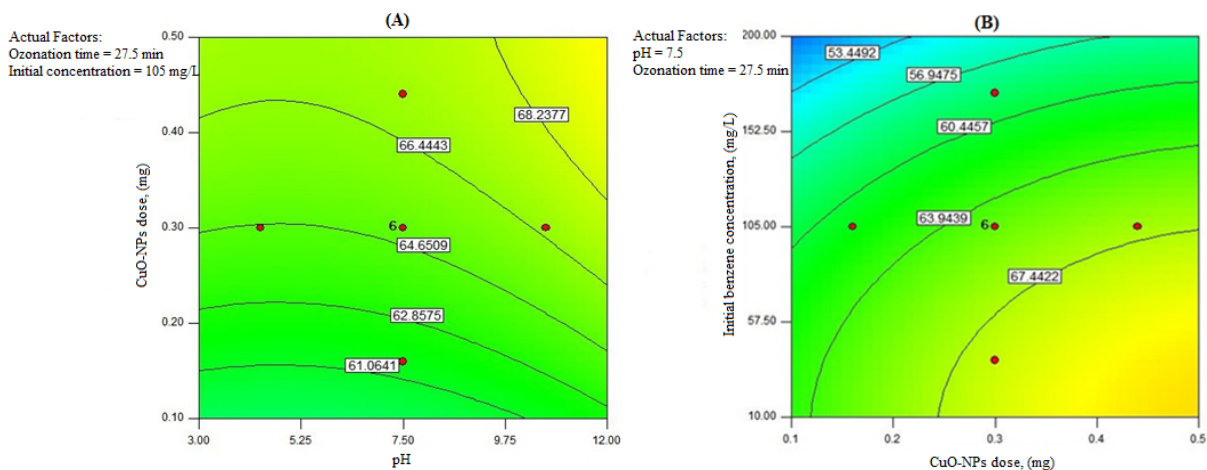 (A)
Actual Factors:
Ozonation time = 27.5 min
Initial concentration = 105 mg/L
CuO-NPs dose, (mg)
0.50
0.40
0.30
0.20
0.10
68.2377
66.4443
6
64.6509
62.8575
61.0641
3.00 5.25 7.50 9.75 12.00
pH
(B)
Actual Factors:
pH = 7.5
Ozonation time = 27.5 min
Initial benzene concentration, (mg/L)
200.00
152.50
105.00
57.50
10.00
53.4492
56.9475
60.4457
63.9439
6
67.4422
0.1 0.2 0.3 0.4 0.5
CuO-NPs dose, (mg)